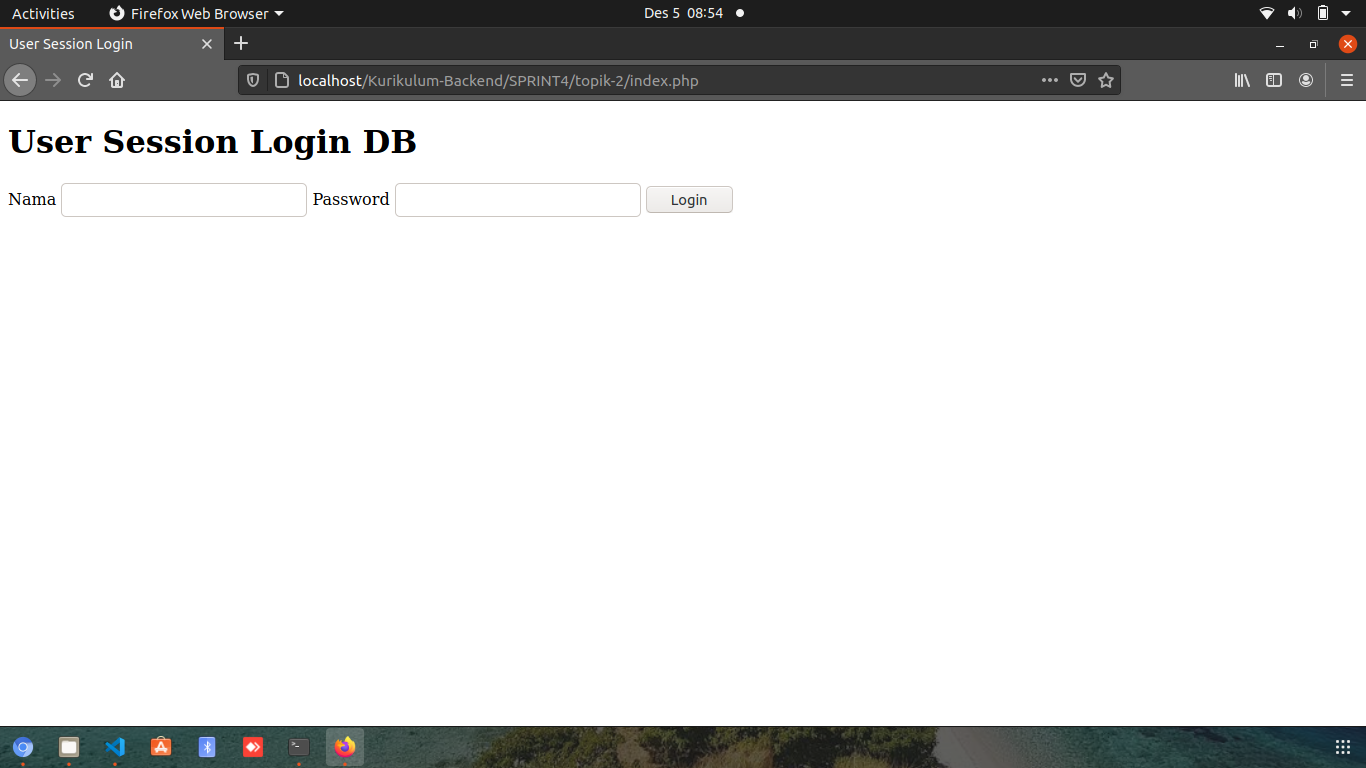 Activities Firefox Web Browser Des 5 08:54
User Session Login
localhost/Kurikulum-Backend/SPRINT4/topik-2/index.php
User Session Login DB
Nama Password Login